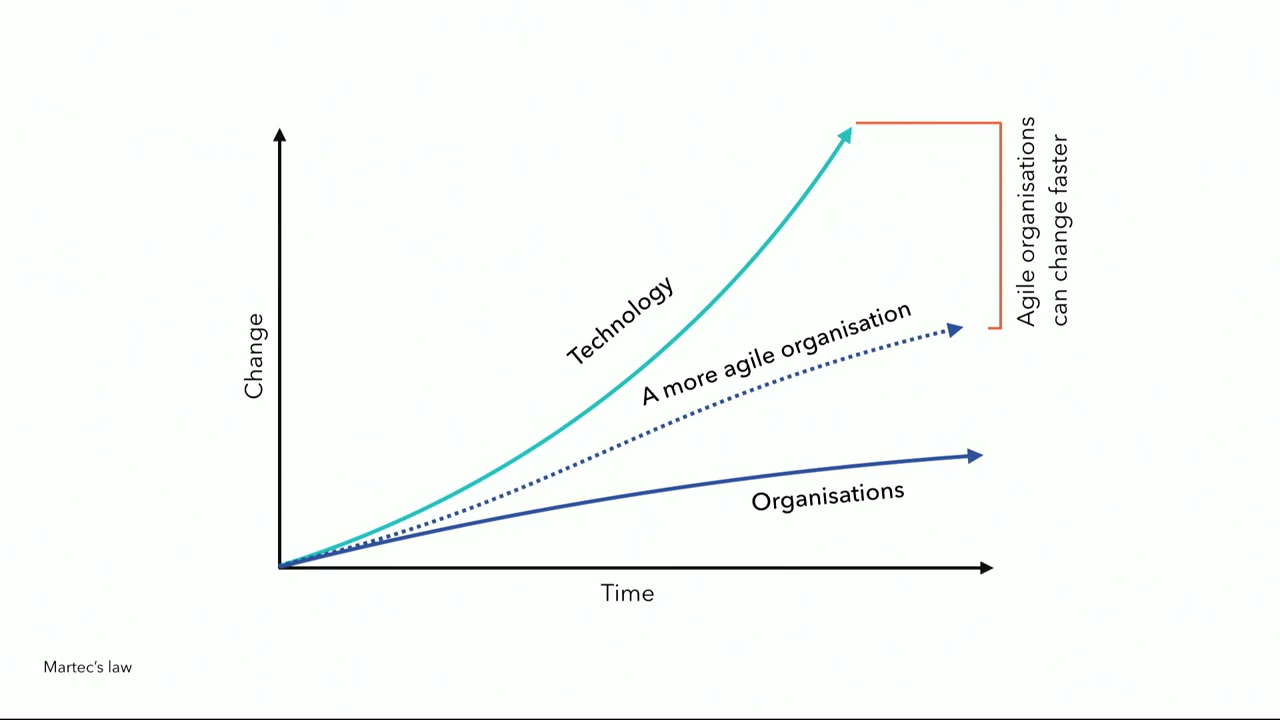 Agile organisations
can change faster
Technology
A more agile organisation
Change
Organisations
Time
Martec's law